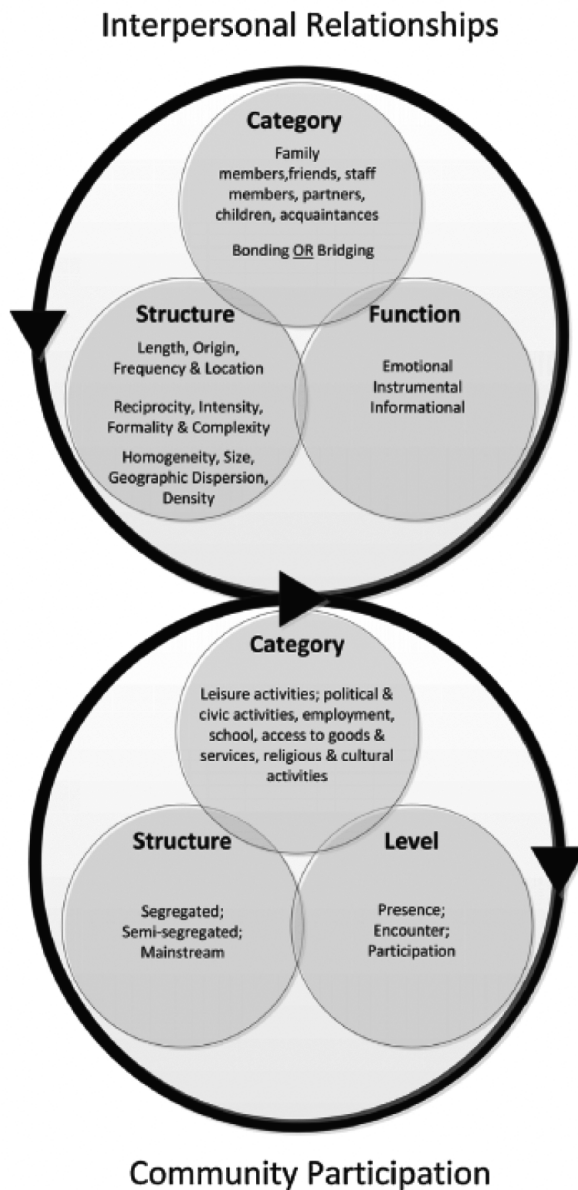 Interpersonal Relationships
Category
Family
members,friends, staff
members, partners,
children, acquaintances
Bonding OR Bridging
Structure
Length, Origin,
Frequency & Location
Reciprocity, Intensity,
Formality & Complexity
Homogeneity, Size,
Geographic Dispersion,
Density
Function
Emotional
Instrumental
Informational
Category
Leisure activities; political &
civic activities, employment,
school, access to goods &
services, religious & cultural
activities
Structure
Segregated;
Semi-segregated;
Mainstream
Level
Presence;
Encounter;
Participation
Community Participation